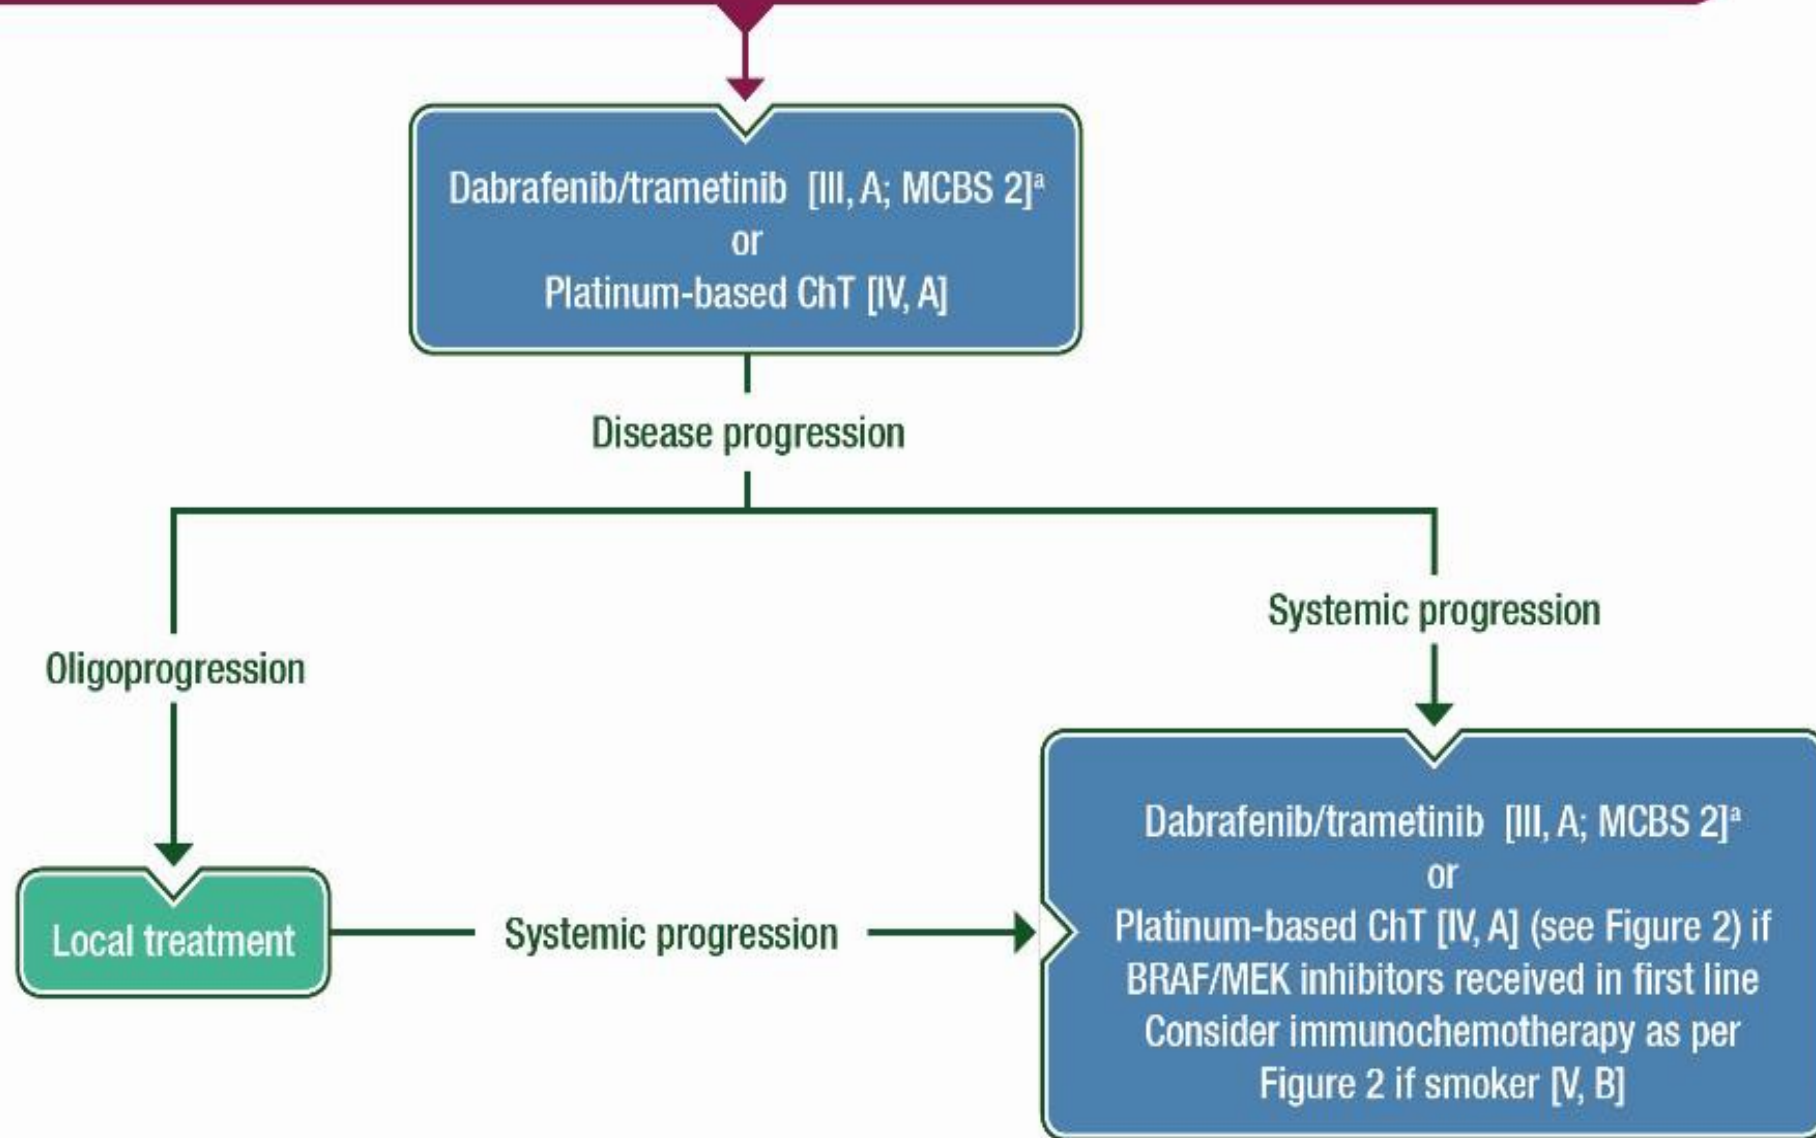 Dabrafenib/trametinib [III, A; MCBS 2]ᵃ
or
Platinum-based ChT [IV, A]
Disease progression
Systemic progression
Oligoprogression
Dabrafenib/trametinib [III, A; MCBS 2]ᵃ
or
Platinum-based ChT [IV, A] (see Figure 2) if
BRAF/MEK inhibitors received in first line
Consider immunochemotherapy as per
Figure 2 if smoker [V, B]
Local treatment
Systemic progression